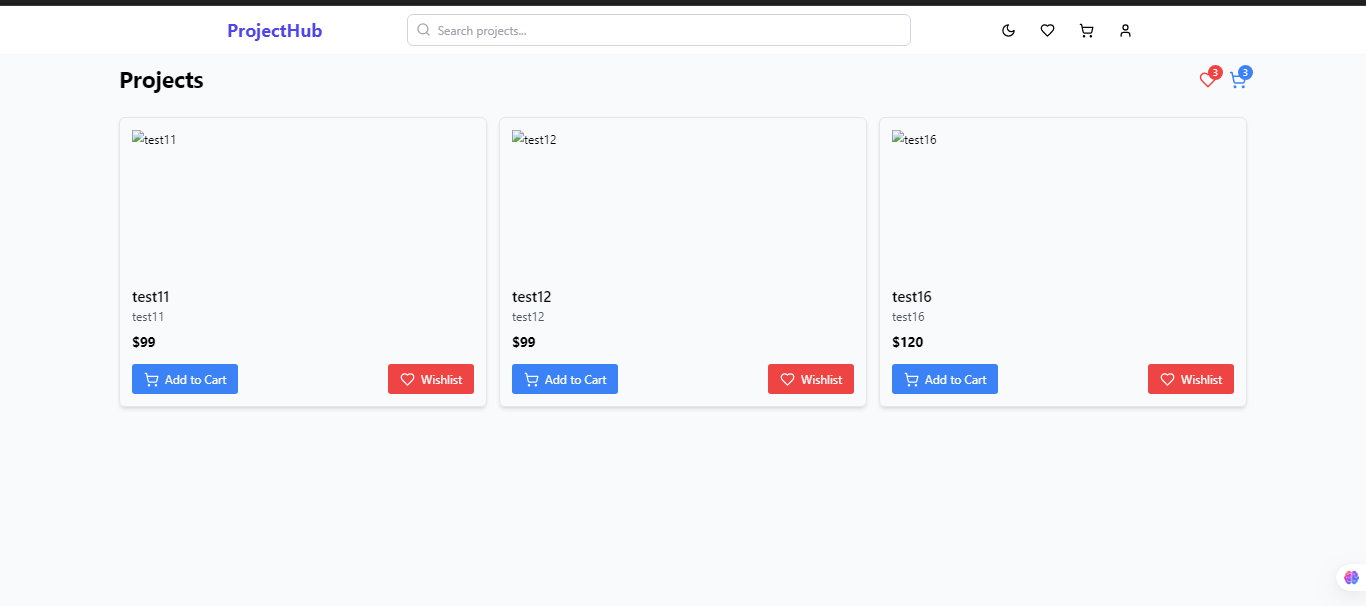 ProjectHub
Search projects...
Projects
3
3
test11
test12
test16
test11
test12
test16
test11
test12
test16
$99
$99
$120
Add to Cart
Wishlist
Add to Cart
Wishlist
Add to Cart
Wishlist